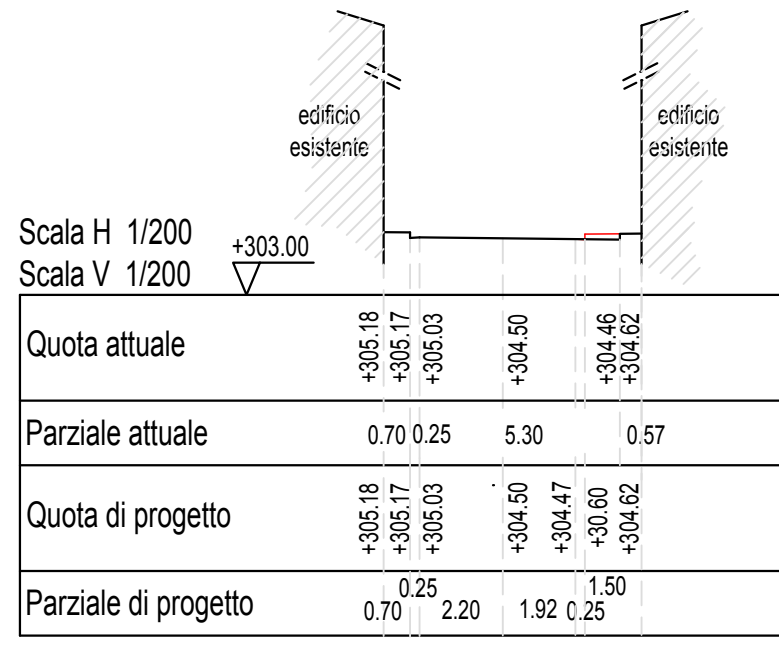 edificio
esistente
edificio
esistente
Scala H 1/200
+303.00
Scala V 1/200
Quota attuale
+305.18
+305.17
+305.03
+304.50
+304.46
+304.62
Parziale attuale
0.70 0.25 5.30 0.57
Quota di progetto
+305.18
+305.17
+305.03
+304.50
+304.47
+30.60
+304.62
Parziale di progetto
0.25 1.50
0.70 2.20 1.92 0.25